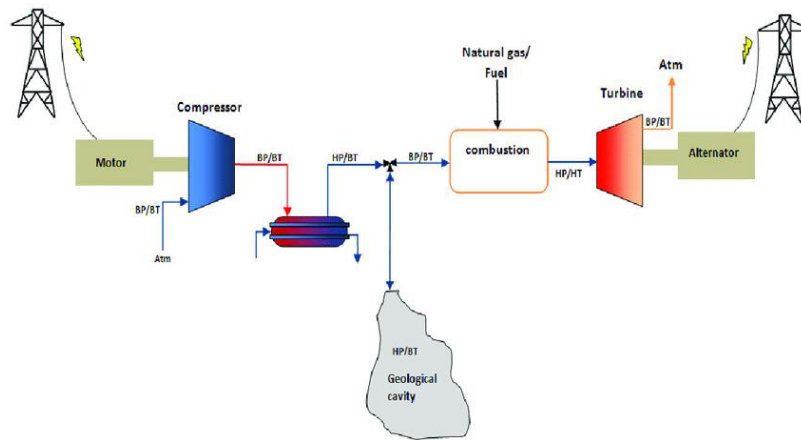 Natural gas/
Fuel
Atm
Compressor
Turbine
BP/BT
Motor
BP/BT
HP/BT
BP/BT
combustion
HP/HT
Alternator
BP/BT
Atm
HP/BT
Geological
cavity